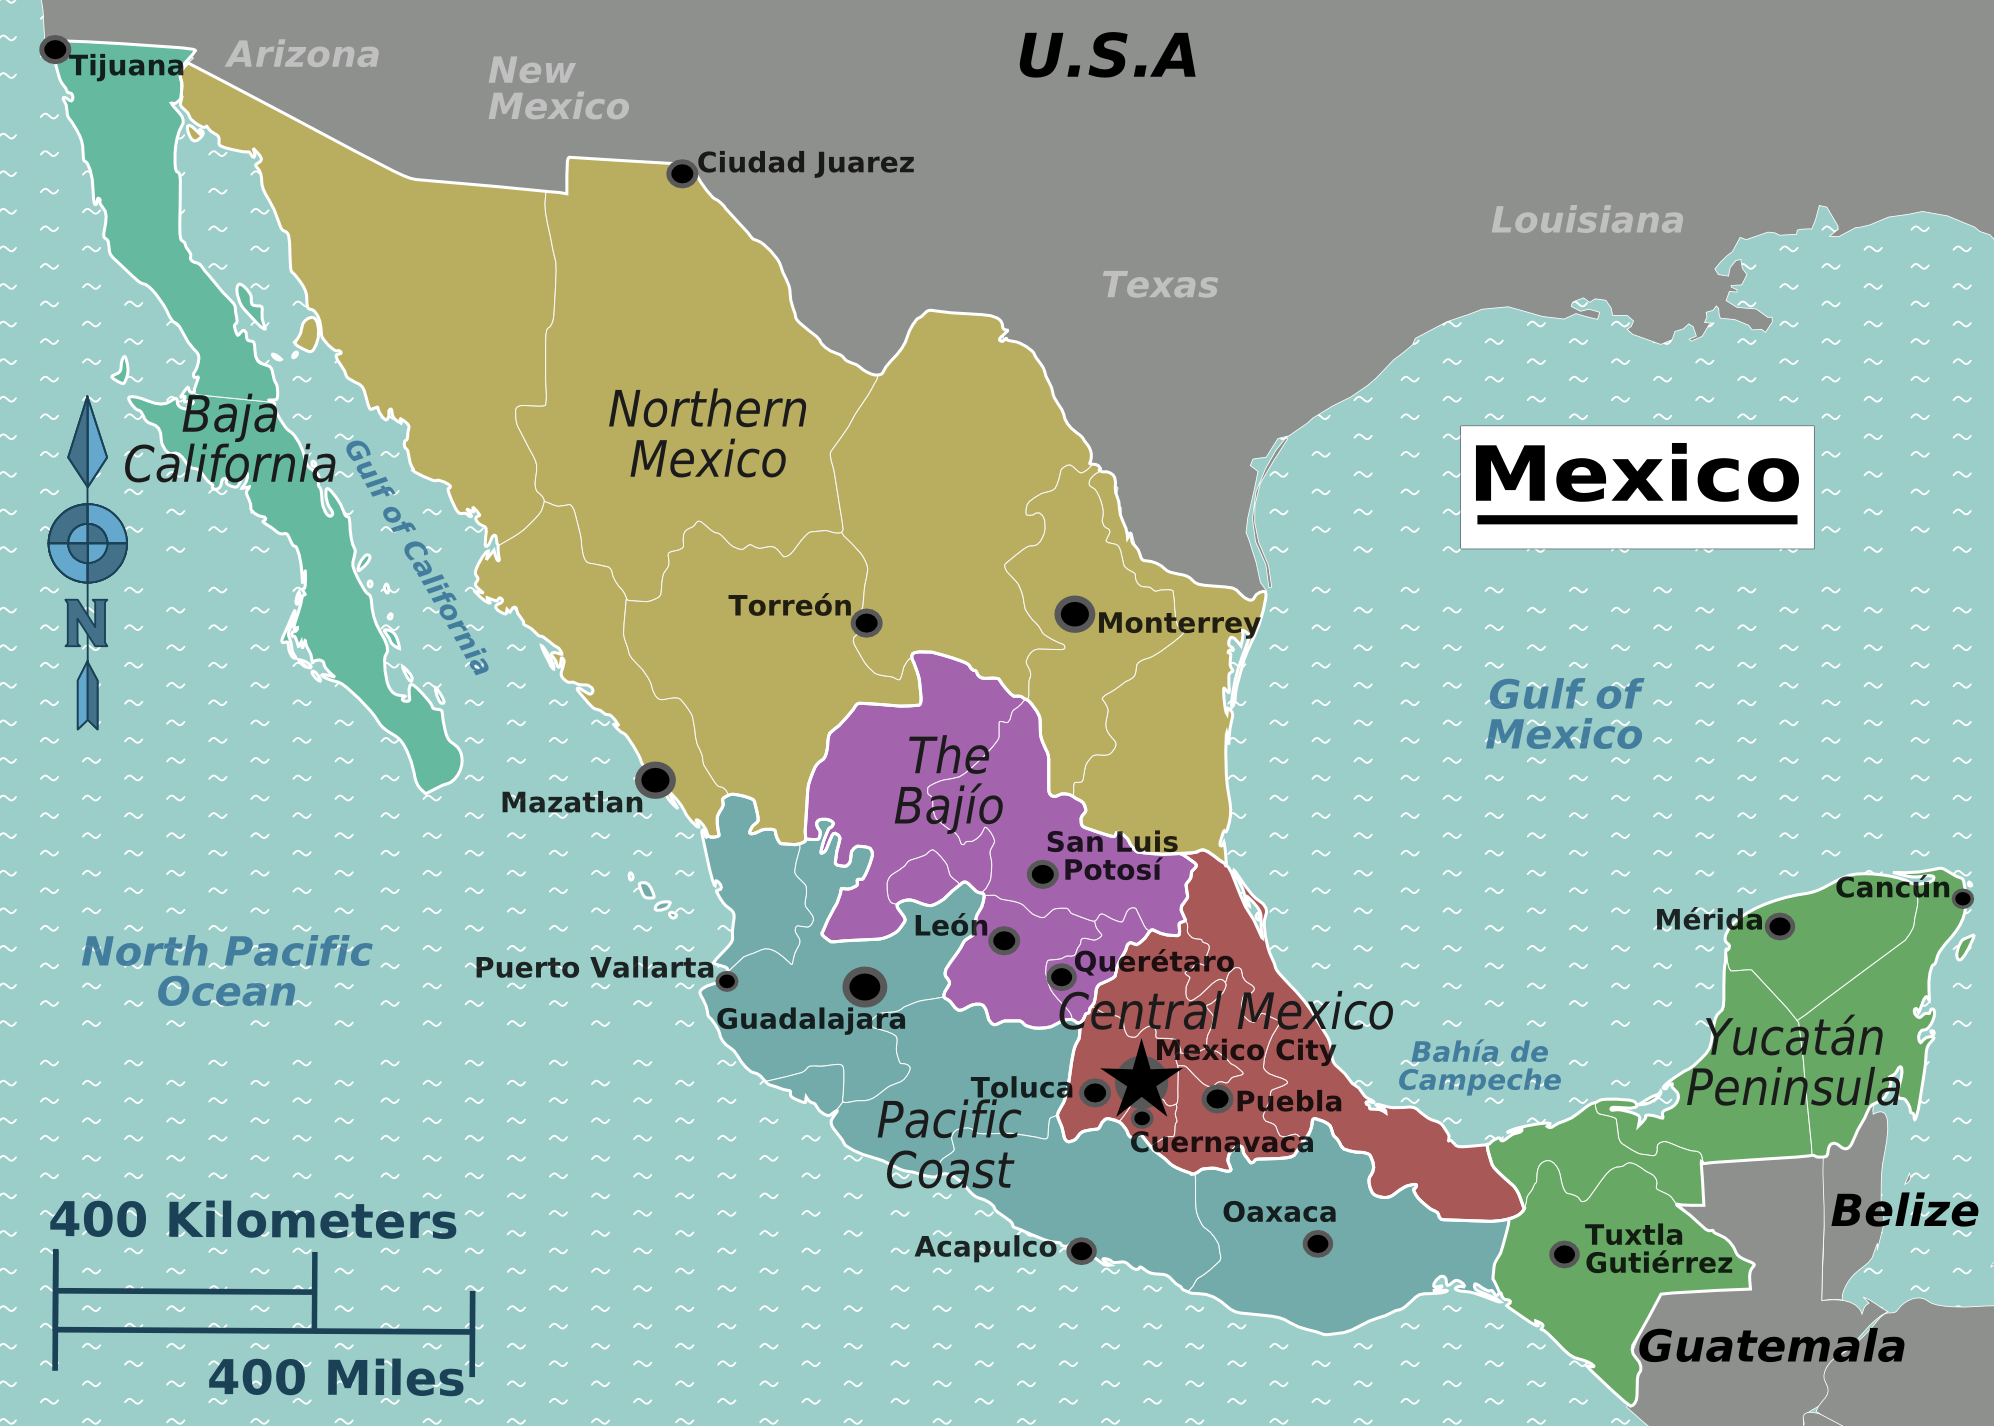 U.S.A
Arizona
New
Mexico
Tijuana
Ciudad Juarez
Louisiana
Texas
Northern
Mexico
Baja
California
Gulf of California
Mexico
N
Torreón
Monterrey
Gulf of
Mexico
The
Bajío
Mazatlan
San Luis
Potosí
Cancún
Mérida
León
North Pacific
Ocean
Puerto Vallarta
Querétaro
Guadalajara
Central Mexico
Mexico City
Bahía de
Campeche
Yucatán
Peninsula
Toluca
Puebla
Pacific
Coast
Cuernavaca
400 Kilometers
Oaxaca
Belize
Acapulco
Tuxtla
Gutiérrez
Guatemala
400 Miles